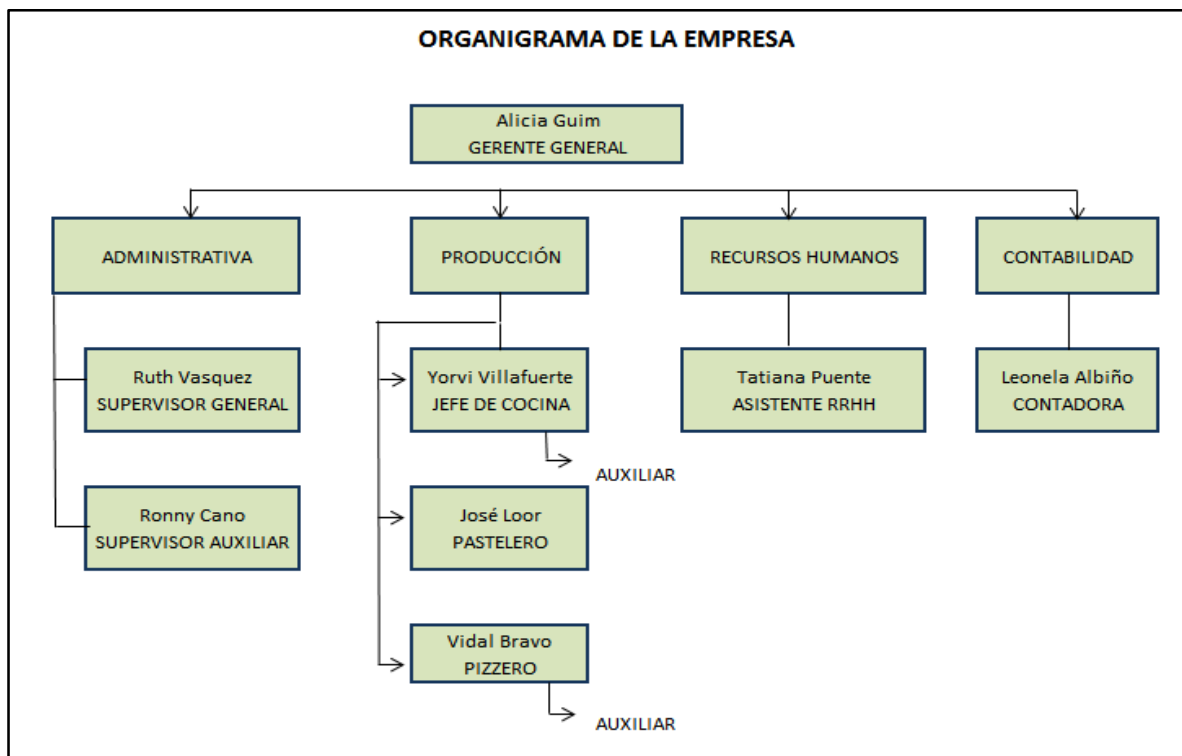 ORGANIGRAMA DE LA EMPRESA
Alicia Guim
GERENTE GENERAL
ADMINISTRATIVA
PRODUCCIÓN
RECURSOS HUMANOS
CONTABILIDAD
Ruth Vasquez
SUPERVISOR GENERAL
Yorvi Villafuerte
JEFE DE COCINA
Tatiana Puente
ASISTENTE RRHH
Leonela Albiño
CONTADORA
AUXILIAR
Ronny Cano
SUPERVISOR AUXILIAR
José Loor
PASTELERO
Vidal Bravo
PIZZERO
AUXILIAR